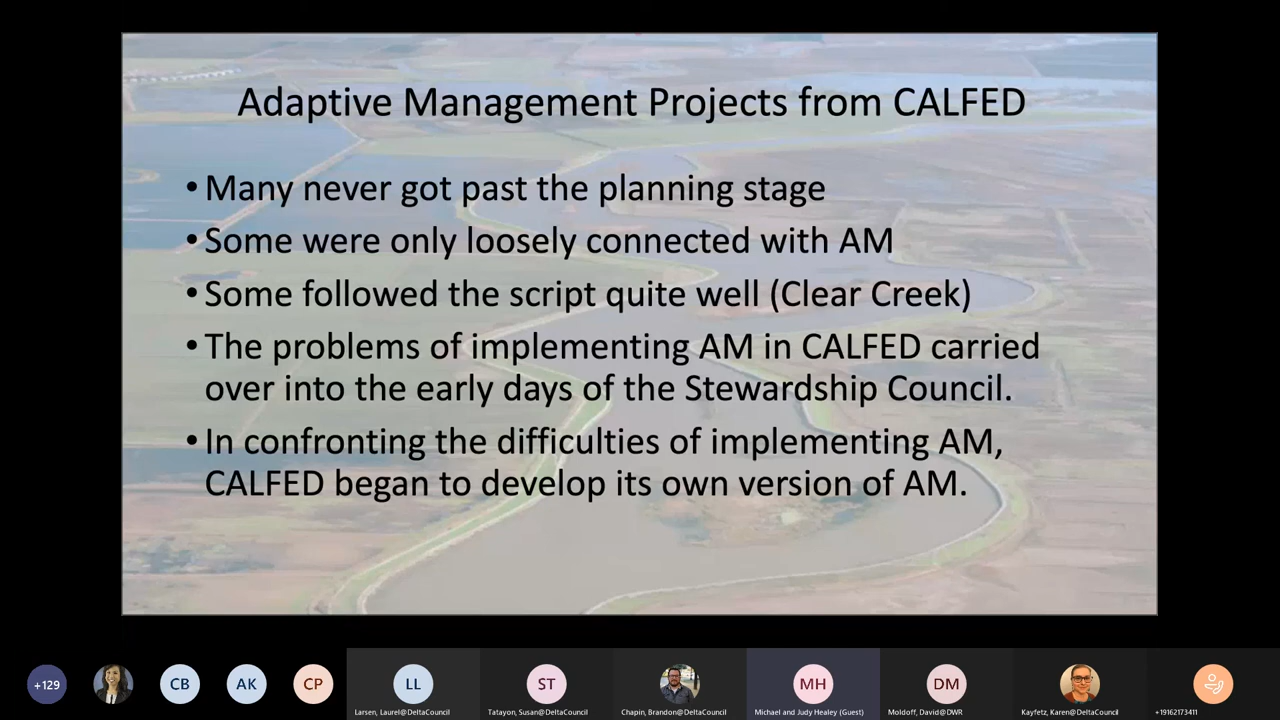 Adaptive Management Projects from CALFED
• Many never got past the planning stage
• Some were only loosely connected with AM
• Some followed the script quite well (Clear Creek)
• The problems of implementing AM in CALFED carried
over into the early days of the Stewardship Council.
• In confronting the difficulties of implementing AM,
CALFED began to develop its own version of AM.
+129
CB
AK
CP
LL
ST
MH
DM
Larsen, Laurel@DeltaCouncil
Tatayon, Susan@DeltaCouncil
Chapin, Brandon@DeltaCouncil
Michael and Judy Healey (Guest)
Moldoff, David@DWR
Kayfetz, Karen@DeltaCouncil
+19162173411